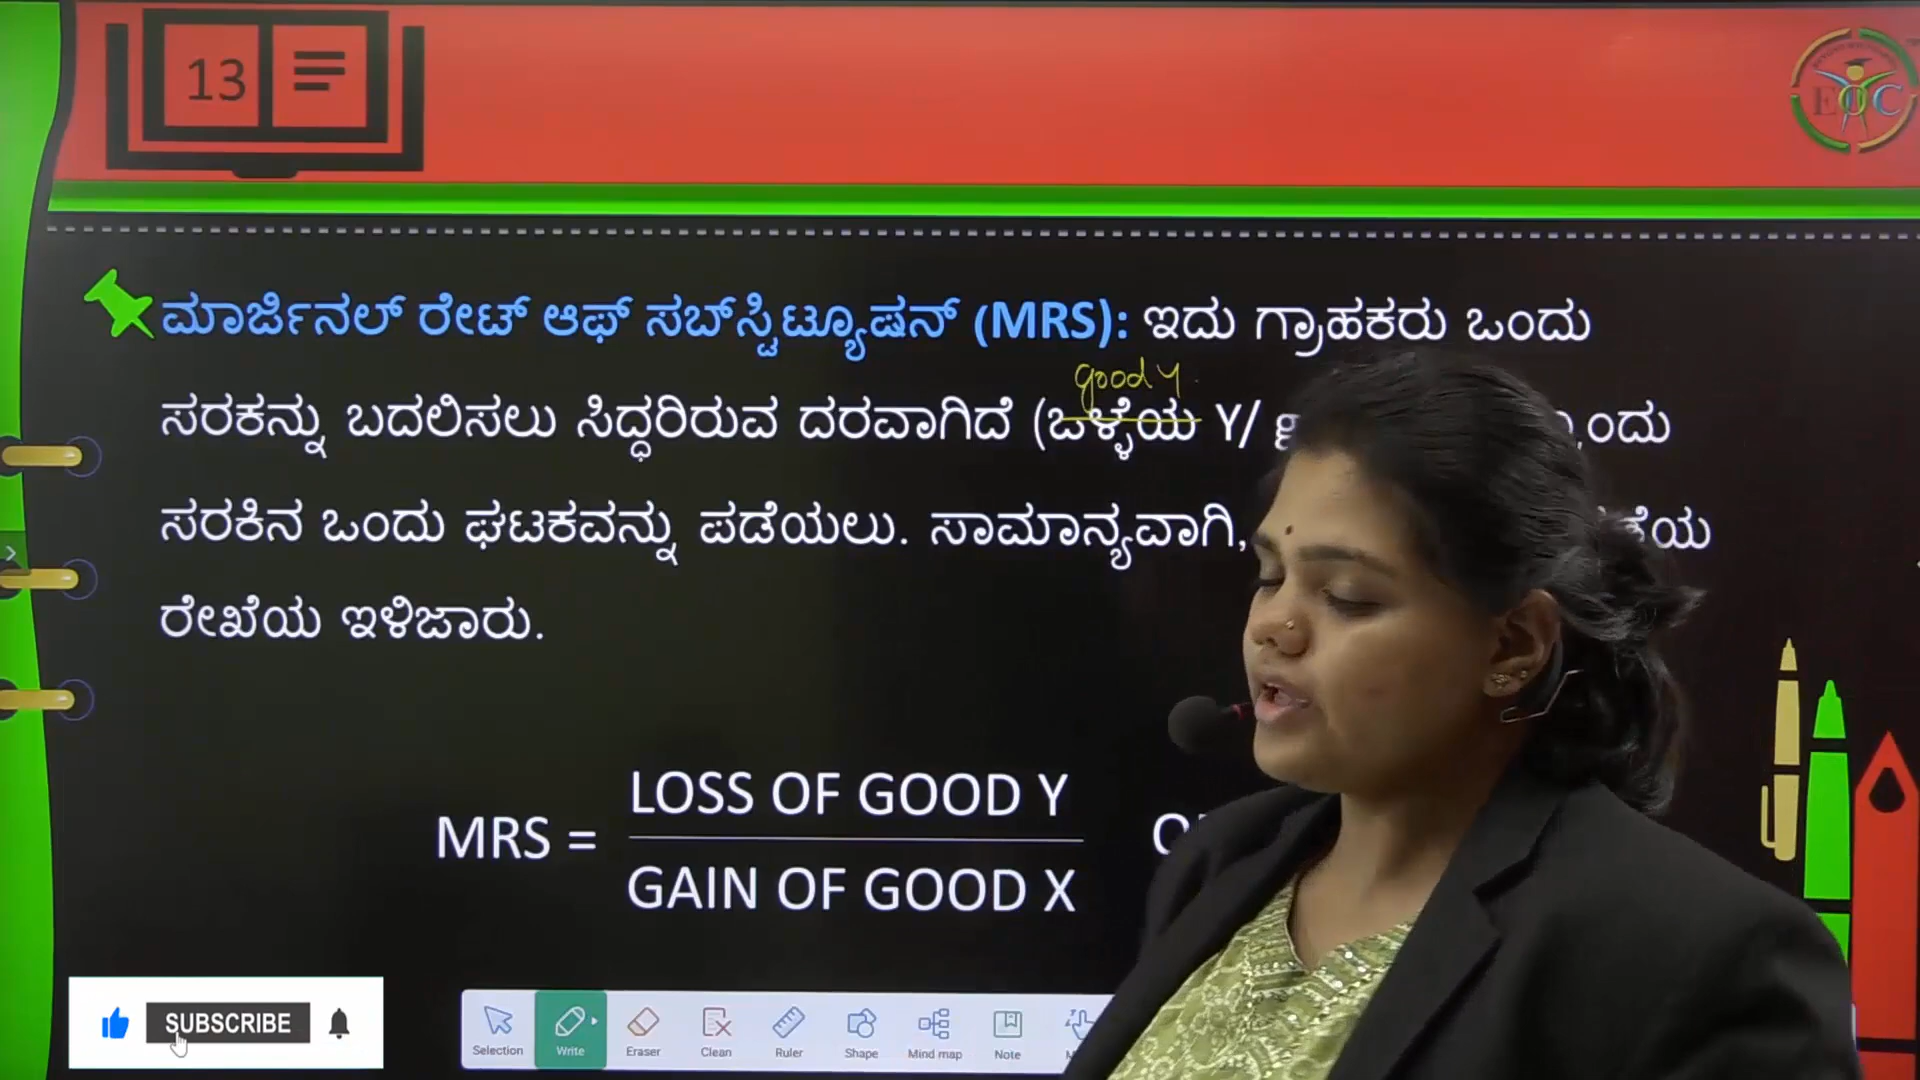 13
EOC
ಮಾರ್ಜಿನಲ್ ರೇಟ್ ಆಫ್ ಸಬ್‌ಸ್ಟಿಟ್ಯೂಷನ್ (MRS): ಇದು ಗ್ರಾಹಕರು ಒಂದು
good Y
ಸರಕನ್ನು ಬದಲಿಸಲು ಸಿದ್ಧರಿರುವ ದರವಾಗಿದೆ (ಒಳ್ಳೆಯ Y/
ಸರಕಿನ ಒಂದು ಘಟಕವನ್ನು ಪಡೆಯಲು. ಸಾಮಾನ್ಯವಾಗಿ,
ರೇಖೆಯ ಇಳಿಜಾರು.
MRS = LOSS OF GOOD Y
GAIN OF GOOD X
SUBSCRIBE
Selection Write Eraser Clean Ruler Shape Mind map Note